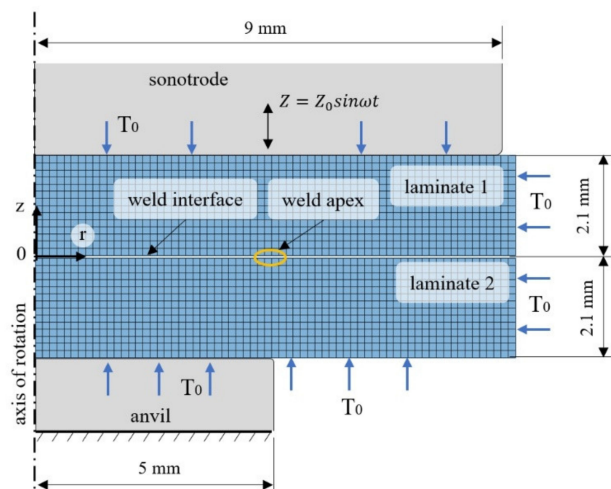 9 mm
sonotrode
Z = Z₀sinωt
T₀
laminate 1
T₀
2.1 mm
weld interface
weld apex
z
r
0
laminate 2
T₀
2.1 mm
axis of rotation
T₀
T₀
anvil
5 mm